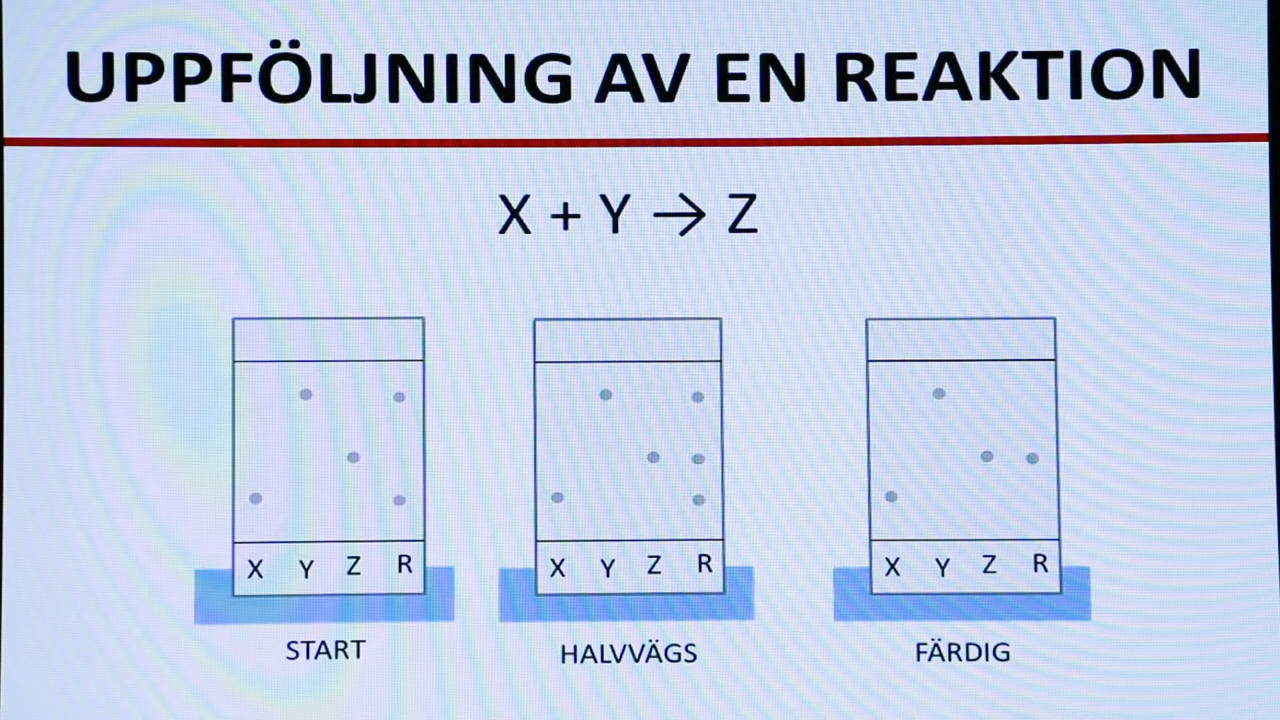 UPPFÖLJNING AV EN REAKTION
X + Y → Z
X Y Z R
X Y Z R
X Y Z R
START
HALVVÄGS
FÄRDIG